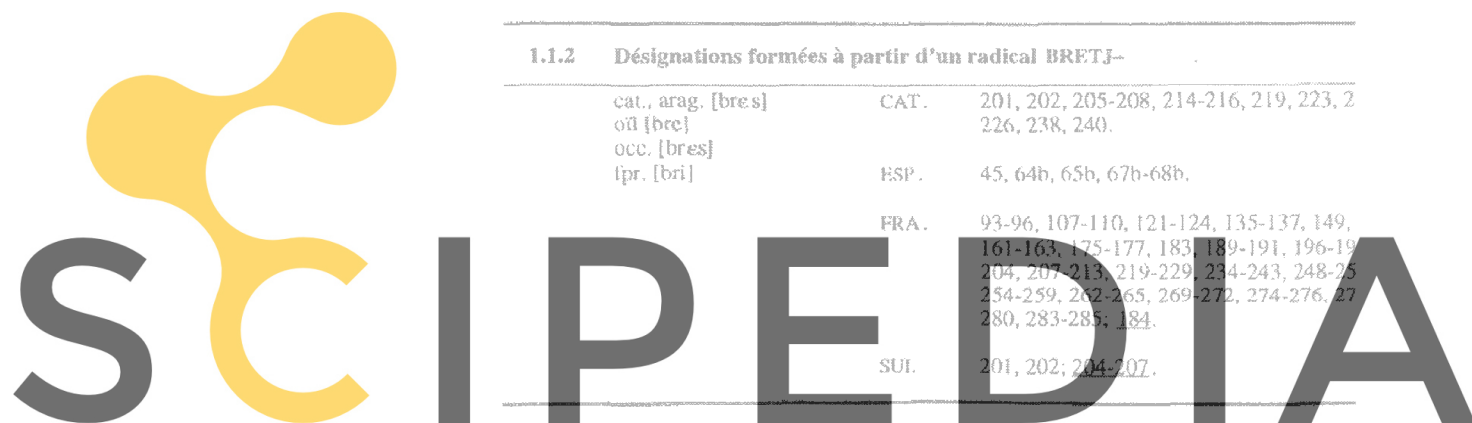 1.1.2 Désignations formées à partir d'un radical BRETJ–
cat., arag. [bres] CAT. 201, 202, 205-208, 214-216, 219, 223, 2
oïl [bre] 226, 238, 240.
occ. [bres]
fpr. [bri] ESP. 45, 64b, 65b, 67b-68b.
FRA. 93-96, 107-110, 121-124, 135-137, 149,
161-163, 175-177, 183, 189-191, 196-19
204, 207-213, 219-229, 234-243, 248-25
254-259, 262-265, 269-272, 274-276, 27
280, 283-285; 184.
SUI. 201, 202; 204-207.
SCIPEDIA